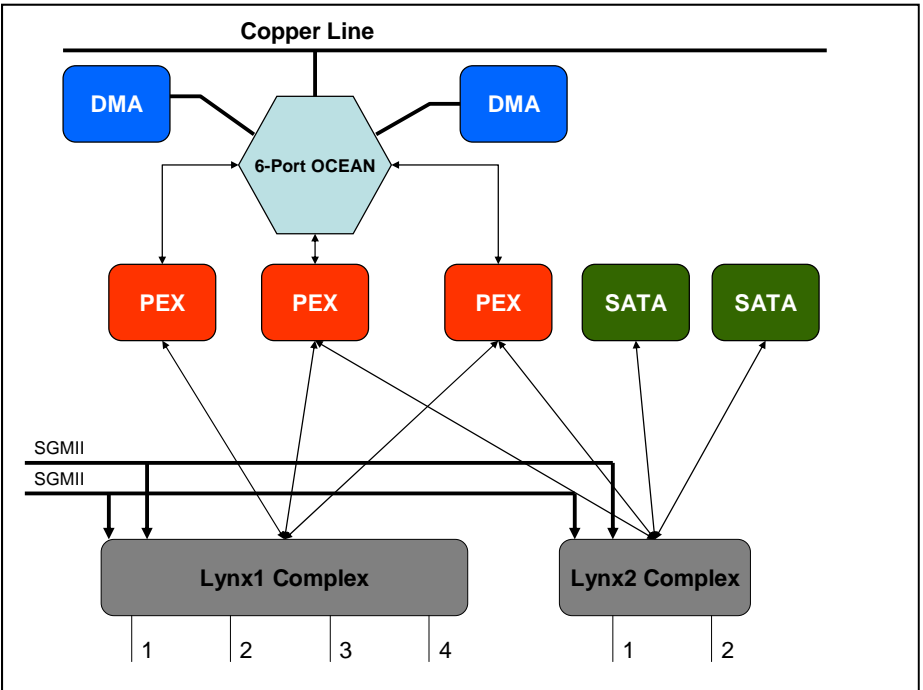 Copper Line
DMA
DMA
6-Port OCEAN
PEX
PEX
PEX
SATA
SATA
SGMII
SGMII
Lynx1 Complex
Lynx2 Complex
1
2
3
4
1
2